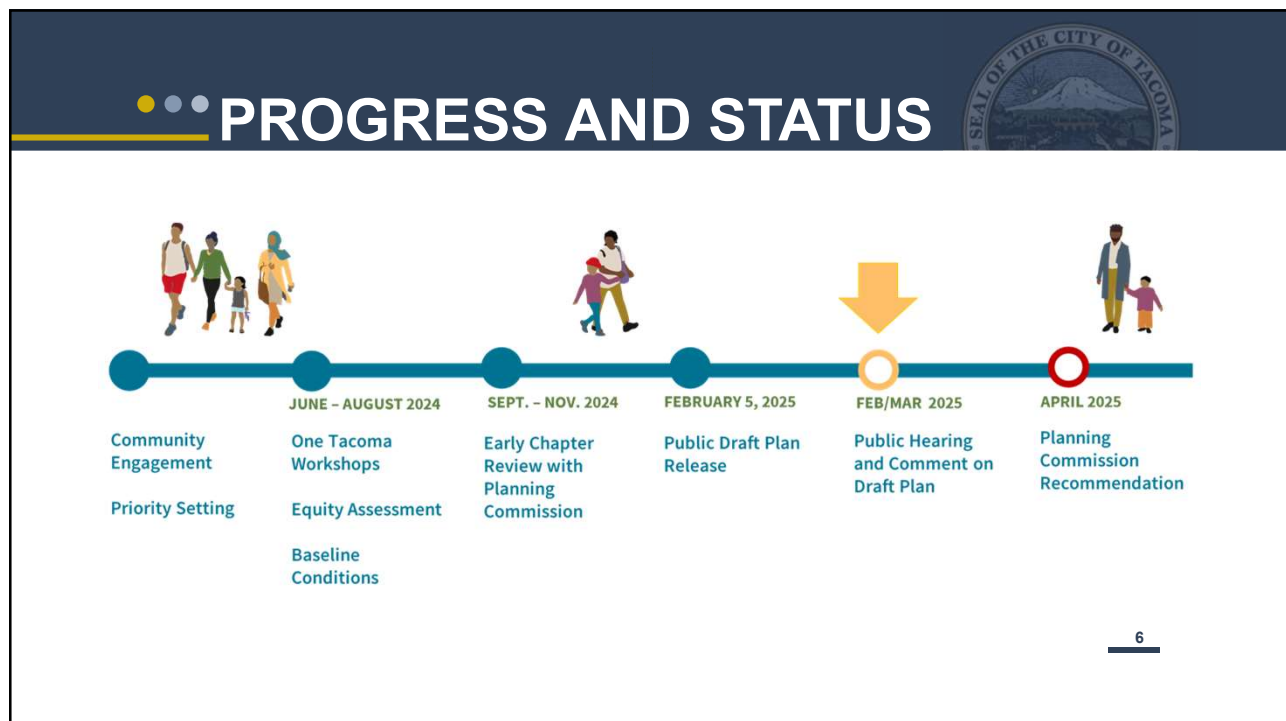 SEAL OF THE CITY OF TACOMA
PROGRESS AND STATUS
Community
Engagement
Priority Setting
JUNE – AUGUST 2024
One Tacoma
Workshops
Equity Assessment
Baseline
Conditions
SEPT. – NOV. 2024
Early Chapter
Review with
Planning
Commission
FEBRUARY 5, 2025
Public Draft Plan
Release
FEB/MAR 2025
Public Hearing
and Comment on
Draft Plan
APRIL 2025
Planning
Commission
Recommendation
6